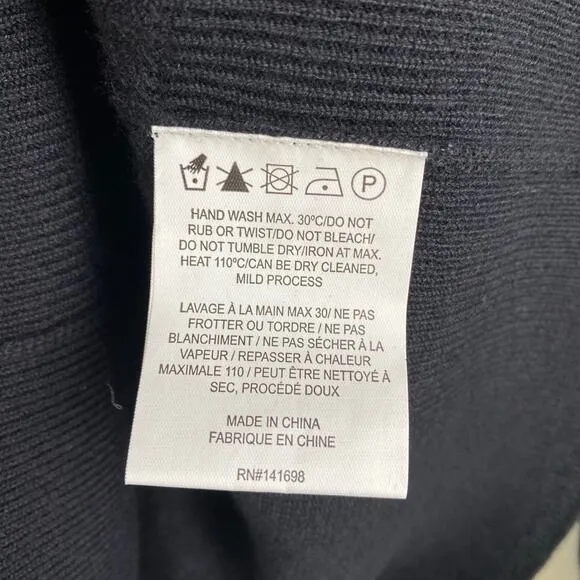 P
HAND WASH MAX. 30ºC/DO NOT
RUB OR TWIST/DO NOT BLEACH/
DO NOT TUMBLE DRY/IRON AT MAX.
HEAT 110ºC/CAN BE DRY CLEANED,
MILD PROCESS
LAVAGE À LA MAIN MAX 30/ NE PAS
FROTTER OU TORDRE / NE PAS
BLANCHIMENT / NE PAS SÉCHER À LA
VAPEUR / REPASSER À CHALEUR
MAXIMALE 110 / PEUT ÊTRE NETTOYÉ À
SEC, PROCÉDÉ DOUX
MADE IN CHINA
FABRIQUE EN CHINE
RN#141698